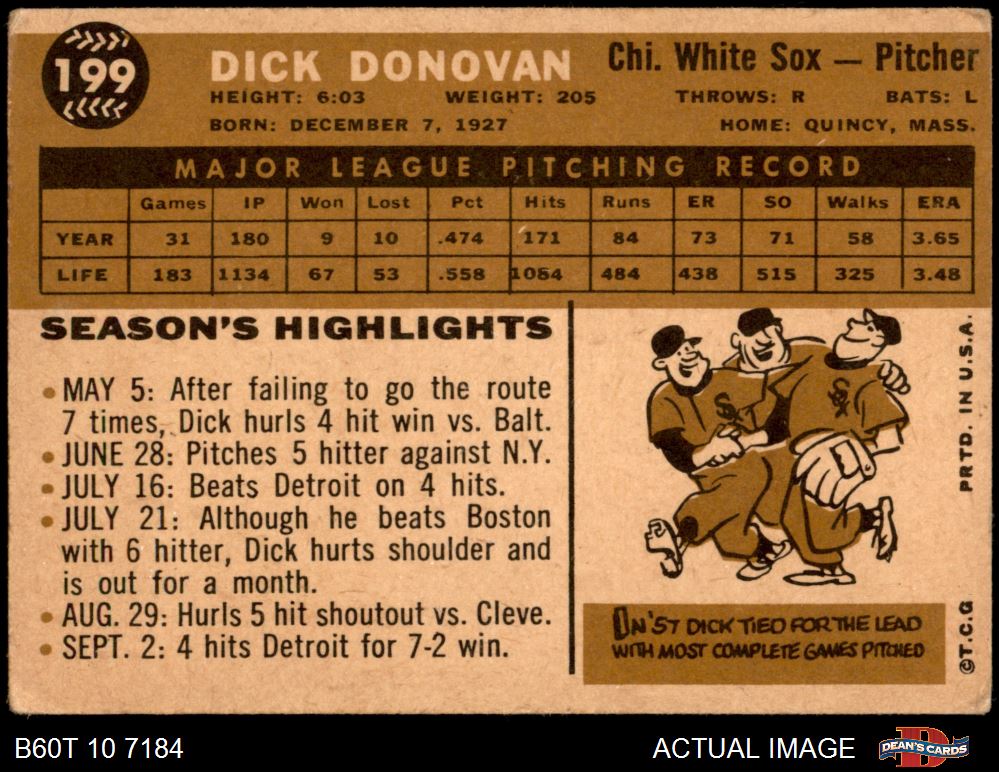 199
DICK DONOVAN
Chi. White Sox — Pitcher
HEIGHT: 6:03 WEIGHT: 205 THROWS: R BATS: L
BORN: DECEMBER 7, 1927 HOME: QUINCY, MASS.
MAJOR LEAGUE PITCHING RECORD
Games IP Won Lost Pct Hits Runs ER SO Walks ERA
YEAR 31 180 9 10 .474 171 84 73 71 58 3.65
LIFE 183 1134 67 53 .558 1054 484 438 515 325 3.48
SEASON'S HIGHLIGHTS
• MAY 5: After failing to go the route
7 times, Dick hurls 4 hit win vs. Balt.
• JUNE 28: Pitches 5 hitter against N.Y.
• JULY 16: Beats Detroit on 4 hits.
• JULY 21: Although he beats Boston
with 6 hitter, Dick hurts shoulder and
is out for a month.
• AUG. 29: Hurls 5 hit shoutout vs. Cleve.
• SEPT. 2: 4 hits Detroit for 7-2 win.
SOX
SOX
IN '57 DICK TIED FOR THE LEAD
WITH MOST COMPLETE GAMES PITCHED
PRTD. IN U.S.A.
©T.C.G
B60T 10 7184
ACTUAL IMAGE
D
DEAN'S CARDS